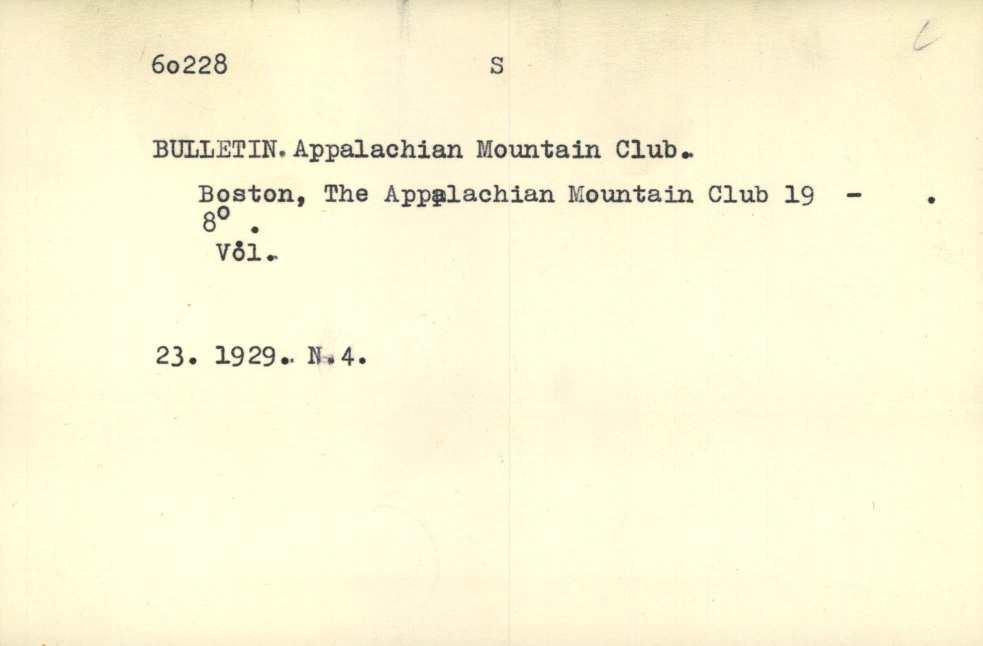 60228 S
BULLETIN. Appalachian Mountain Club.
Boston, The Appalachian Mountain Club 19 - .
8° .
Vol.
23. 1929. N.4.